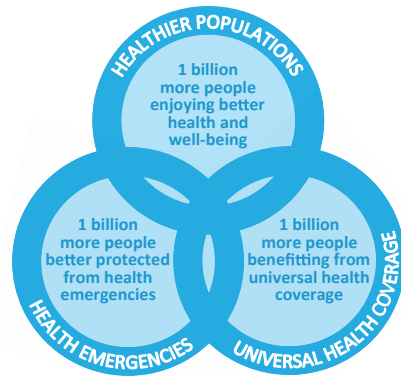 HEALTHIER POPULATIONS
1 billion
more people
enjoying better
health and
well-being
1 billion
more people
better protected
from health
emergencies
HEALTH EMERGENCIES
1 billion
more people
benefitting from
universal health
coverage
UNIVERSAL HEALTH COVERAGE